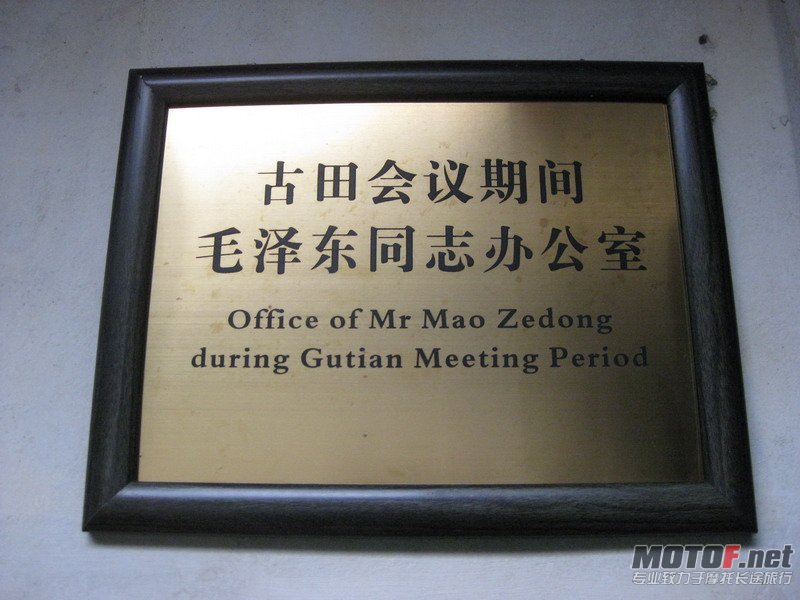 古田会议期间
毛泽东同志办公室
Office of Mr Mao Zedong
during Gutian Meeting Period
MOTOF.net
专业致力于摩托长途旅行